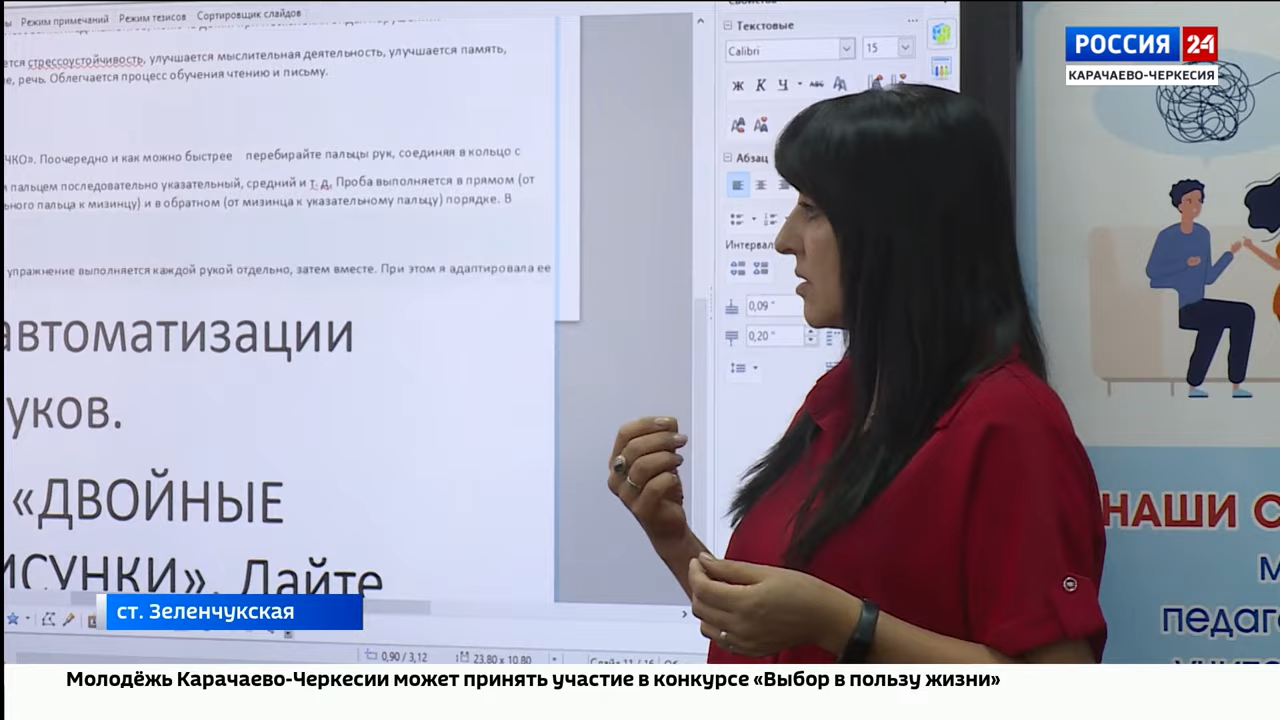 Режим примечаний Режим тезисов Сортировщик слайдов
стрессоустойчивость, улучшается мыслительная деятельность, улучшается память,
речь. Облегчается процесс обучения чтению и письму.
Поочередно и как можно быстрее перебирайте пальцы рук, соединяя в кольцо с
пальцем последовательно указательный, средний и т. д. Проба выполняется в прямом (от
пальца к мизинцу) и в обратном (от мизинца к указательному пальцу) порядке. В
упражнение выполняется каждой рукой отдельно, затем вместе. При этом я адаптировала ее
автоматизации
уков.
«ДВОЙНЫЕ
ИСУНКИ». Дайте
0,90 / 3,12 23.80 x 10.80
Текстовые
Calibri 15
Ж К Ч
Абзац
Интервал
0,09 "
0,20 "
РОССИЯ 24
КАРАЧАЕВО-ЧЕРКЕСИЯ
НАШИ
ст. Зеленчукская
Молодёжь Карачаево-Черкесии может принять участие в конкурсе «Выбор в пользу жизни»